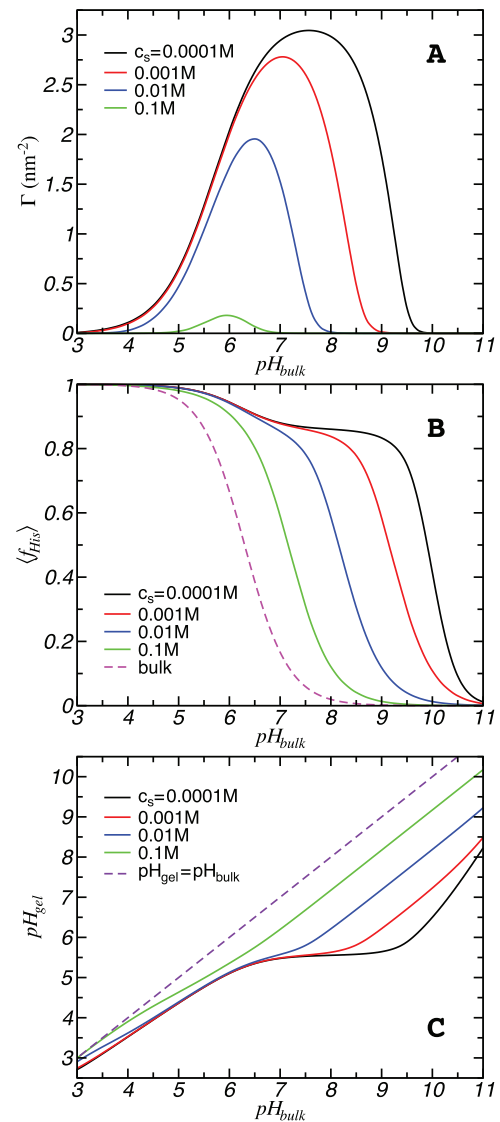 A
c_s=0.0001M
0.001M
0.01M
0.1M
Γ (nm⁻²)
3
2.5
2
1.5
1
0.5
0
3 4 5 6 7 8 9 10 11
pH_bulk
B
1
0.8
0.6
0.4
0.2
0
⟨f_His⟩
c_s=0.0001M
0.001M
0.01M
0.1M
bulk
3 4 5 6 7 8 9 10 11
pH_bulk
c_s=0.0001M
0.001M
0.01M
0.1M
pH_gel=pH_bulk
10
9
8
7
6
5
4
3
pH_gel
C
3 4 5 6 7 8 9 10 11
pH_bulk